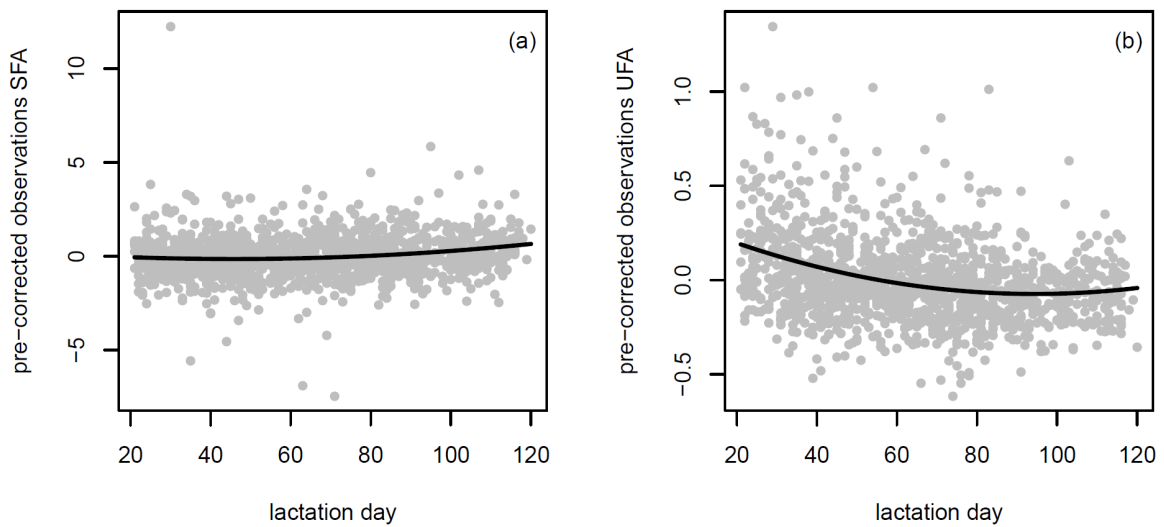 (a)
pre−corrected observations SFA
10
5
0
−5
20 40 60 80 100 120
lactation day
(b)
pre−corrected observations UFA
1.0
0.5
0.0
−0.5
20 40 60 80 100 120
lactation day